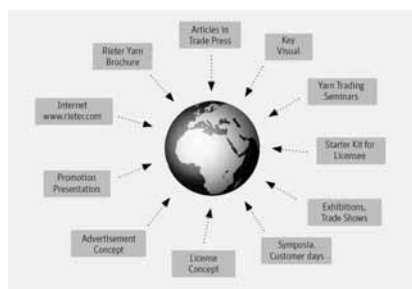 Articles in
Trade Press
Key
Visual
Yarn Trading
Seminars
Starter Kit for
Licensee
Exhibitions,
Trade Shows
Symposia,
Customer days
License
Concept
Advertisement
Concept
Promotion
Presentation
Internet
www.rieter.com
Rieter Yarn
Brochure